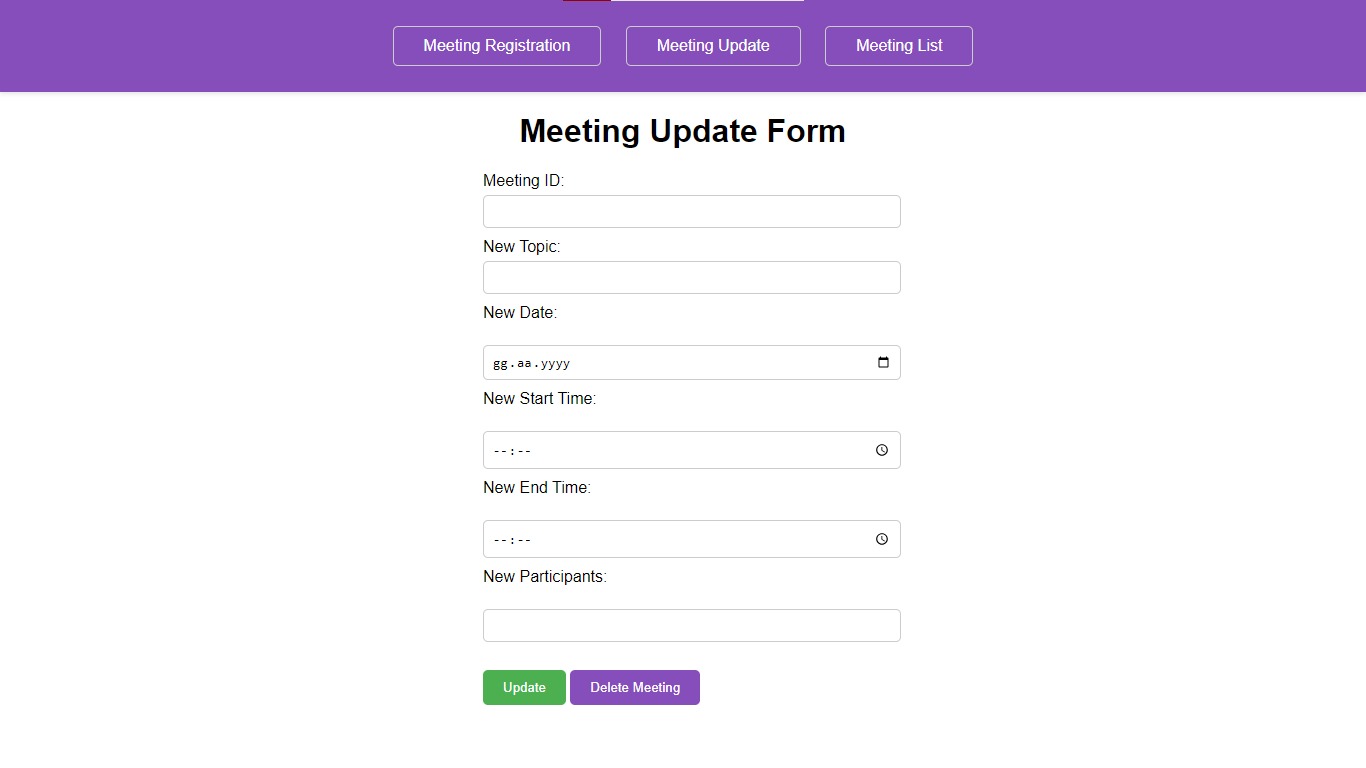 Meeting Registration Meeting Update Meeting List
Meeting Update Form
Meeting ID:
New Topic:
New Date:
gg.aa.yyyy
New Start Time:
--:--
New End Time:
--:--
New Participants:
Update Delete Meeting